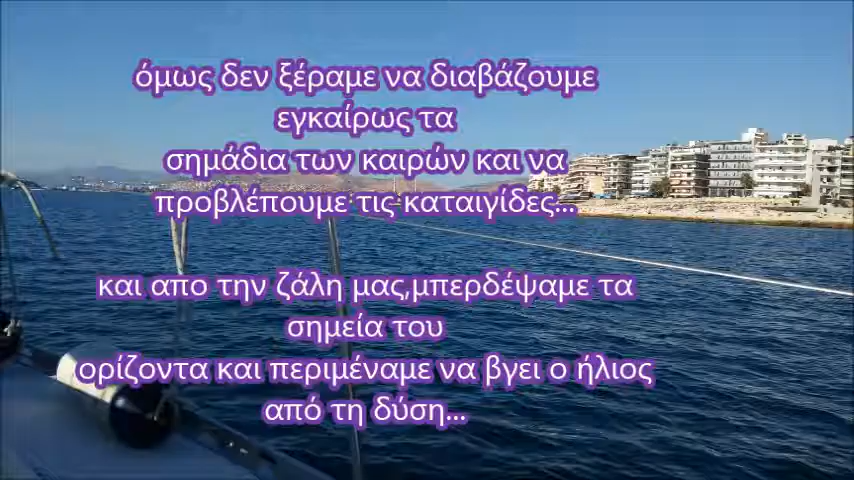 όμως δεν ξέραμε να διαβάζουμε
εγκαίρως τα
σημάδια των καιρών και να
προβλέπουμε τις καταιγίδες...
και απο την ζάλη μας,μπερδέψαμε τα
σημεία του
ορίζοντα και περιμέναμε να βγει ο ήλιος
από τη δύση...